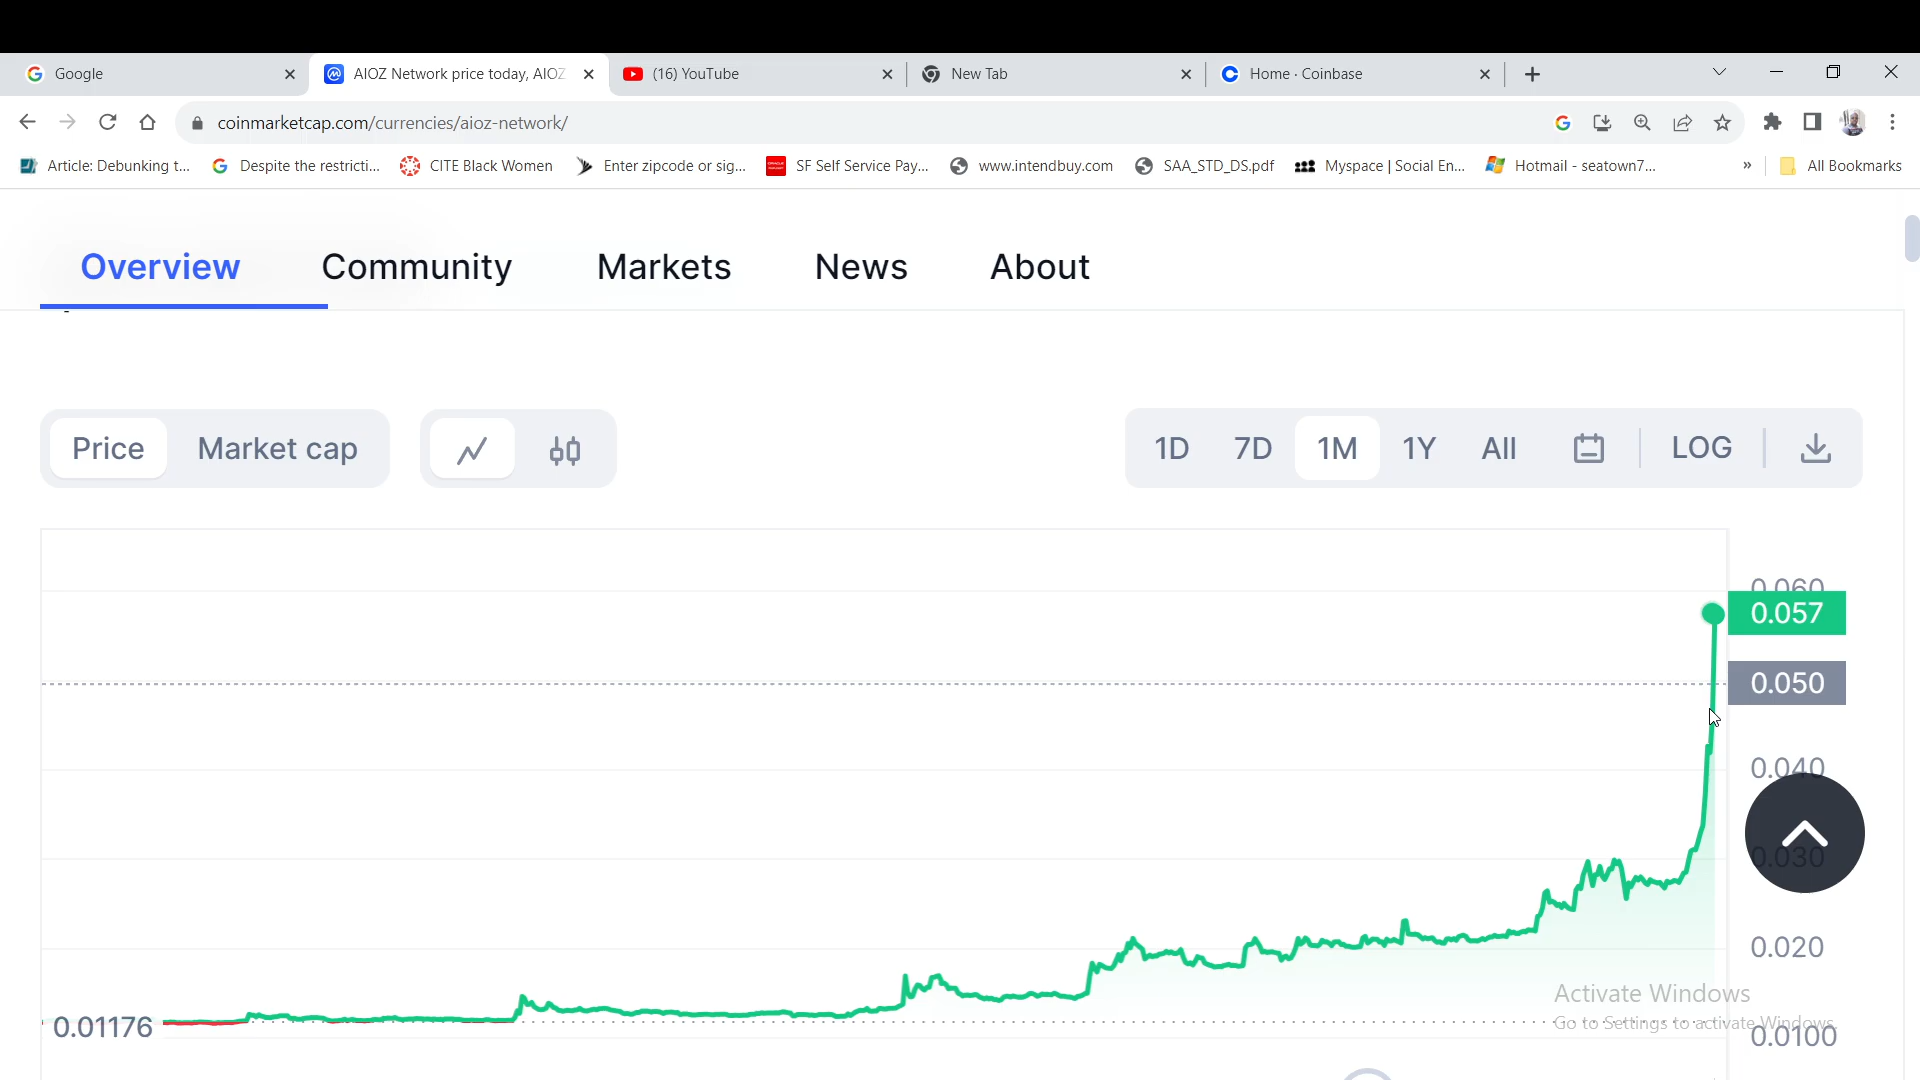 Google
AIOZ Network price today, AIOZ
(16) YouTube
New Tab
Home · Coinbase
coinmarketcap.com/currencies/aioz-network/
Article: Debunking t...
Despite the restricti...
CITE Black Women
Enter zipcode or sig...
SF Self Service Pay...
www.intendbuy.com
SAA_STD_DS.pdf
Myspace | Social En...
Hotmail - seatown7...
»
All Bookmarks
Overview
Community
Markets
News
About
Price
Market cap
1D
7D
1M
1Y
All
LOG
0.060
0.057
0.050
0.040
0.030
0.020
Activate Windows
Go to Settings to activate Windows.
0.01176
0.0100